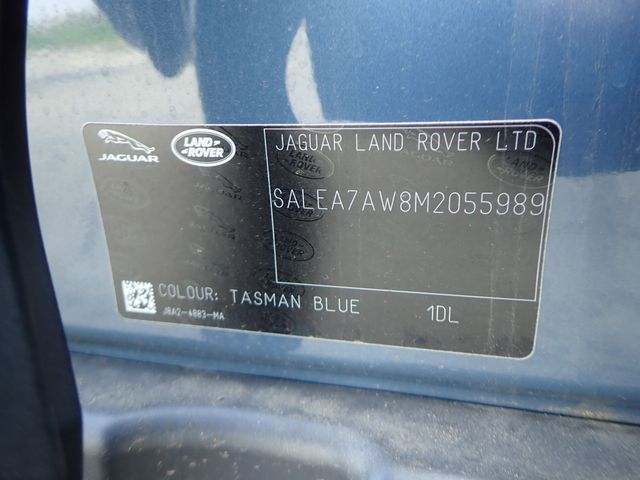 JAGUAR
LAND ROVER
JAGUAR LAND ROVER LTD
SALEA7AW8M2055989
COLOUR: TASMAN BLUE 1DL
JBA2-4883-MA